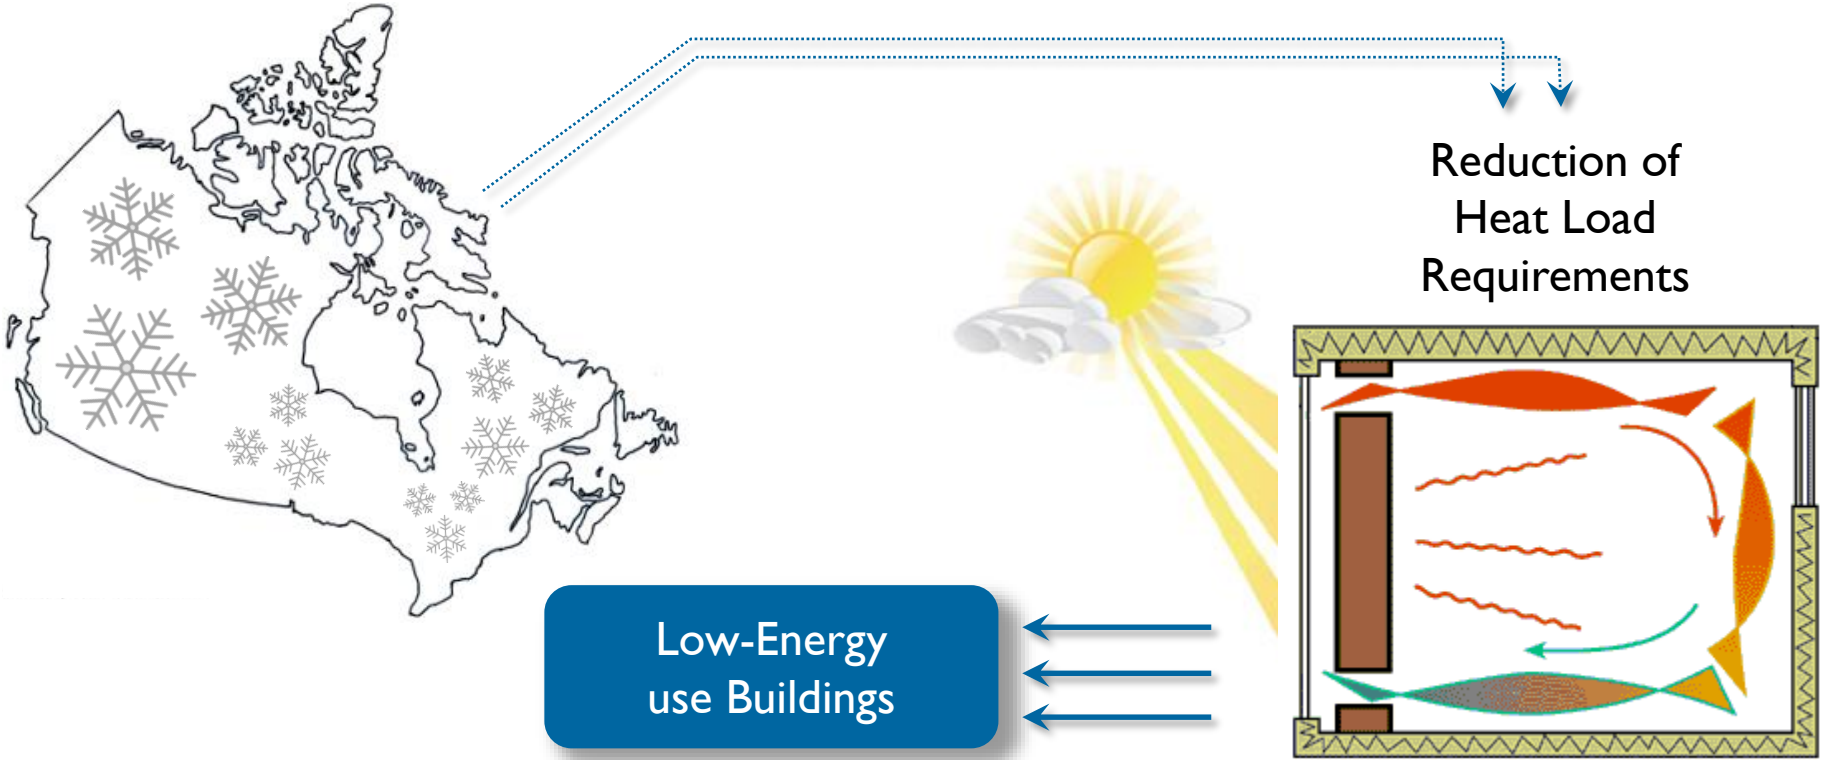 Reduction of
Heat Load
Requirements
Low-Energy
use Buildings